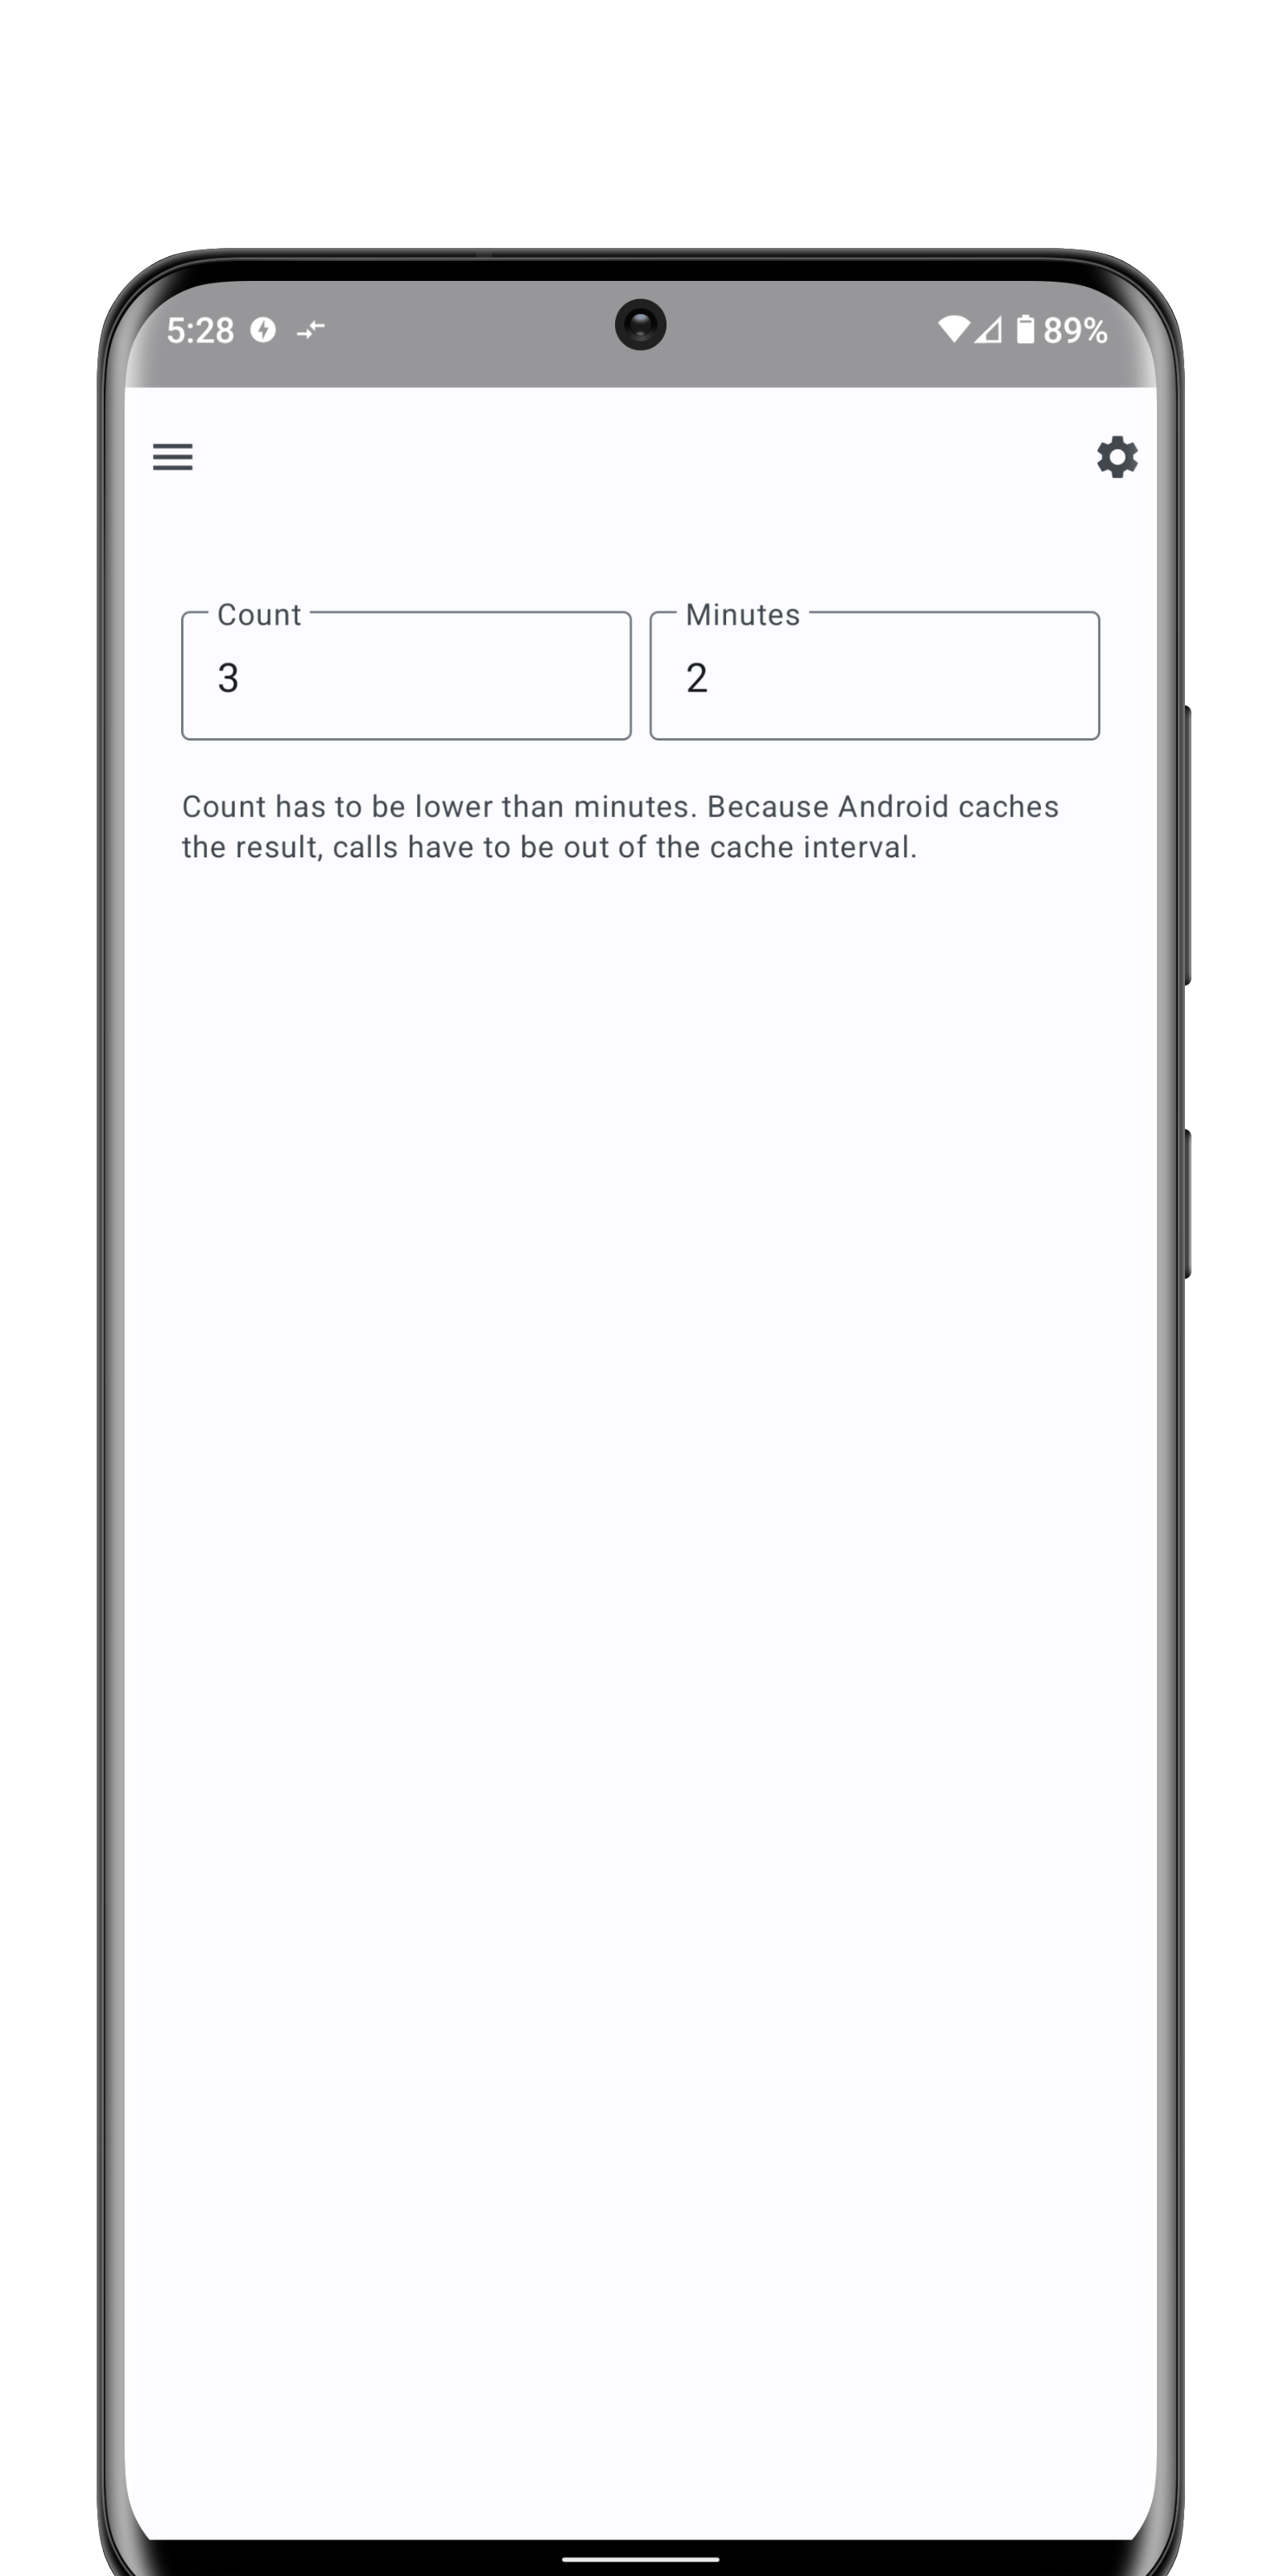 5:28
89%
Count
Minutes
3
2
Count has to be lower than minutes. Because Android caches
the result, calls have to be out of the cache interval.